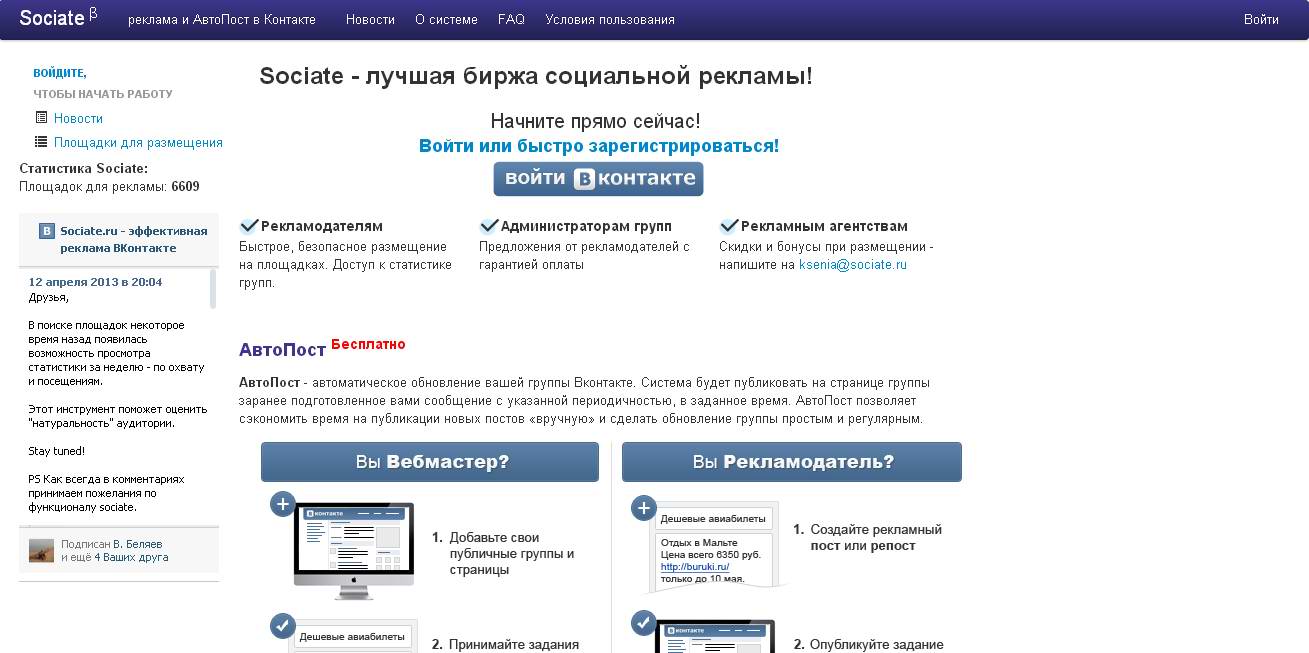 Sociate β
реклама и АвтоПост в Контакте
Новости
О системе
FAQ
Условия пользования
Войти
ВОЙДИТЕ,
ЧТОБЫ НАЧАТЬ РАБОТУ
Новости
Площадки для размещения
Статистика Sociate:
Площадок для рекламы: 6609
Sociate.ru - эффективная
реклама ВКонтакте
12 апреля 2013 в 20:04
Друзья,
В поиске площадок некоторое
время назад появилась
возможность просмотра
статистики за неделю - по охвату
и посещениям.
Этот инструмент поможет оценить
"натуральность" аудитории.
Stay tuned!
PS Как всегда в комментариях
принимаем пожелания по
функционалу sociate.
Подписан В. Беляев
и ещё 4 Ваших друга
Sociate - лучшая биржа социальной рекламы!
Начните прямо сейчас!
Войти или быстро зарегистрироваться!
войти В контакте
Рекламодателям
Быстрое, безопасное размещение
на площадках. Доступ к статистике
групп.
Администраторам групп
Предложения от рекламодателей с
гарантией оплаты
Рекламным агентствам
Скидки и бонусы при размещении -
напишите на ksenia@sociate.ru
АвтоПост Бесплатно
АвтоПост - автоматическое обновление вашей группы Вконтакте. Система будет публиковать на странице группы
заранее подготовленное вами сообщение с указанной периодичностью, в заданное время. АвтоПост позволяет
сэкономить время на публикации новых постов «вручную» и сделать обновление группы простым и регулярным.
Вы Вебмастер?
В контакте
1. Добавьте свои
публичные группы и
страницы
Дешевые авиабилеты
2. Принимайте задания
Вы Рекламодатель?
Дешевые авиабилеты
Отдых в Мальте
Цена всего 6350 руб.
http://buruki.ru/
только до 10 мая.
1. Создайте рекламный
пост или репост
В контакте
2. Опубликуйте задание